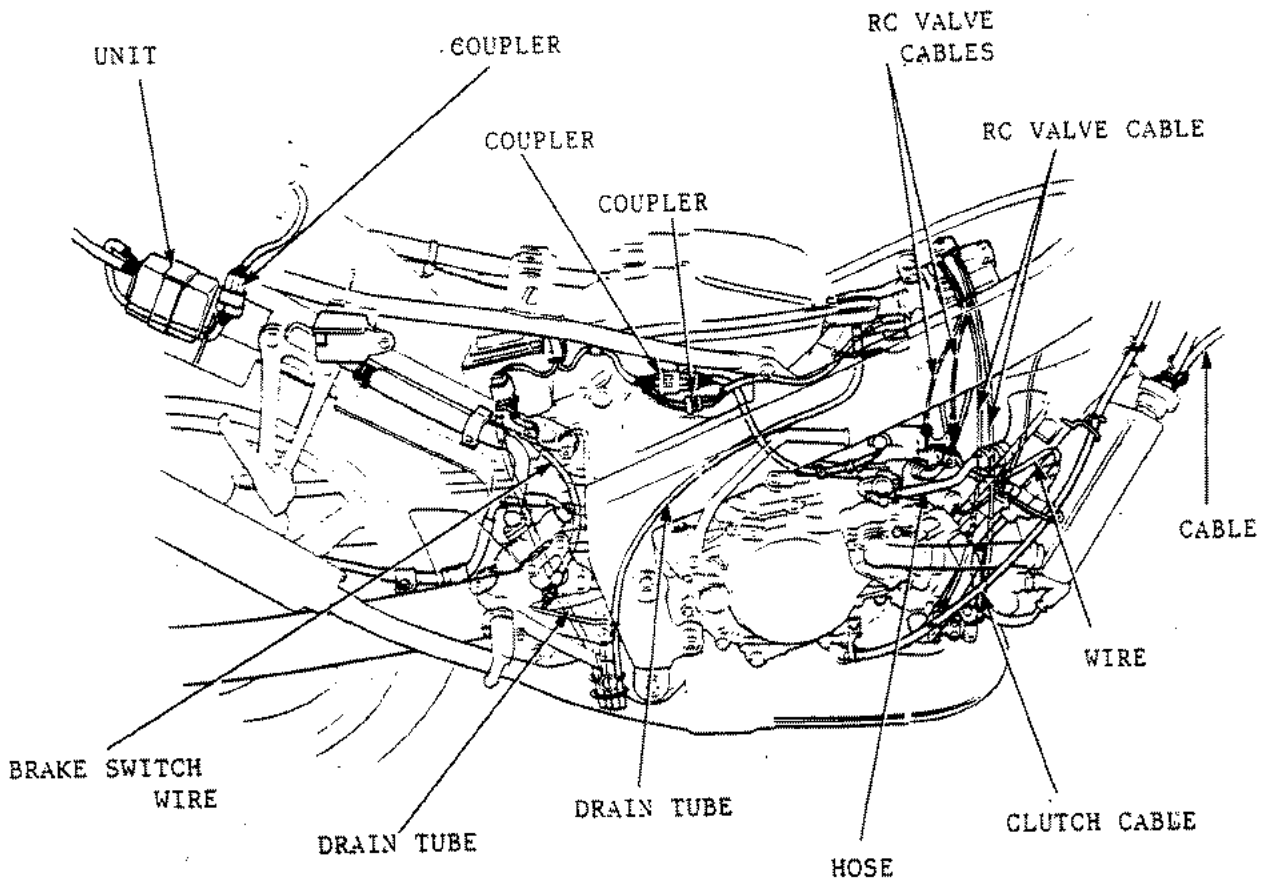 RC VALVE
CABLES
UNIT
COUPLER
COUPLER
RC VALVE CABLE
COUPLER
CABLE
WIRE
BRAKE SWITCH
WIRE
DRAIN TUBE
DRAIN TUBE
CLUTCH CABLE
HOSE